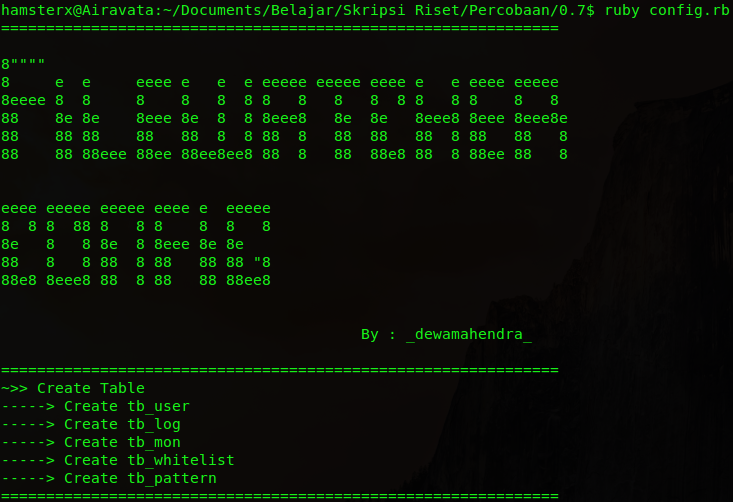 hamsterx@Airavata:~/Documents/Belajar/Skripsi Riset/Percobaan/0.7$ ruby config.rb
==============================================================
8""""
8     e  e     eeee e   e  e eeeee eeeee eeee e   e eeee eeeee
8eeee 8  8     8    8   8  8 8   8   8   8  8 8   8 8    8   8
88    8e 8e    8eee 8e  8  8 8eee8   8e  8e   8eee8 8eee 8eee8e
88    88 88    88   88  8  8 88  8   88  88   88  8 88   88   8
88    88 88eee 88ee 88ee8ee8 88  8   88  88e8 88  8 88ee 88   8
eeee eeeee eeeee eeee e  eeeee
8  8 8  88 8   8 8    8  8   8
8e   8   8 8e  8 8eee 8e 8e
88   8   8 88  8 88   88 88 "8
88e8 8eee8 88  8 88   88 88ee8
By : _dewamahendra_
==============================================================
~>> Create Table
-----> Create tb_user
-----> Create tb_log
-----> Create tb_mon
-----> Create tb_whitelist
-----> Create tb_pattern
==============================================================